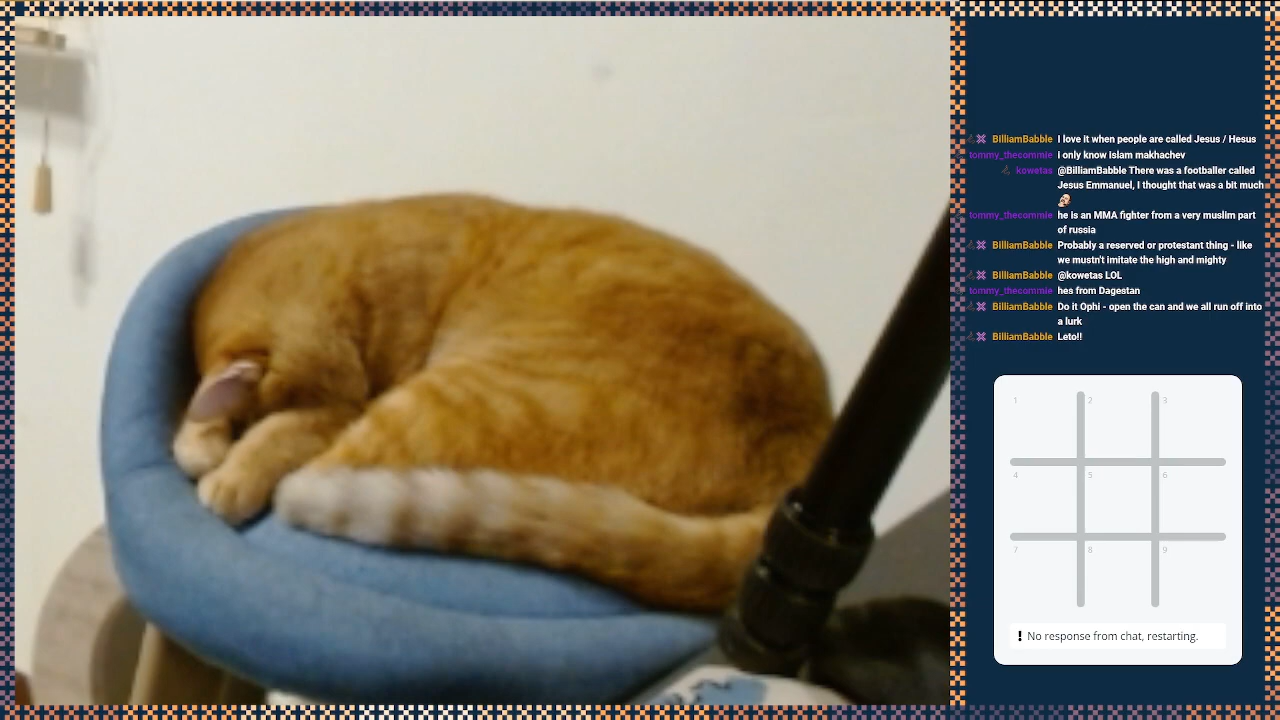 BilliamBabble I love it when people are called Jesus / Hesus
tommy_thecommie I only know islam makhachev
kowetas @BilliamBabble There was a footballer called
Jesus Emmanuel, I thought that was a bit much
tommy_thecommie he is an MMA fighter from a very muslim part
of russia
BilliamBabble Probably a reserved or protestant thing - like
we mustn't imitate the high and mighty
BilliamBabble @kowetas LOL
tommy_thecommie hes from Dagestan
BilliamBabble Do it Ophi - open the can and we all run off into
a lurk
BilliamBabble Leto!!
1 2 3
4 5 6
7 8 9
! No response from chat, restarting.